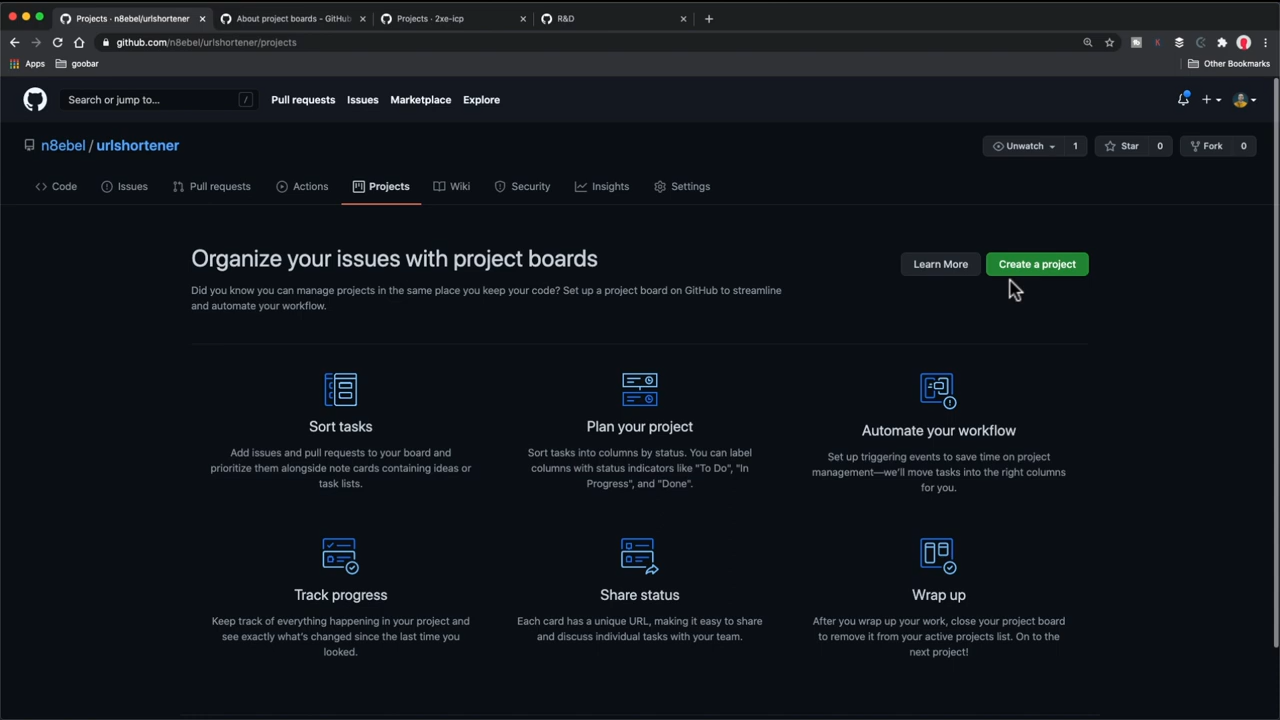 Projects · n8ebel/urlshortener
About project boards - GitHub
Projects · 2xe-icp
R&D
github.com/n8ebel/urlshortener/projects
Apps
goobar
Other Bookmarks
Search or jump to...
/
Pull requests
Issues
Marketplace
Explore
n8ebel / urlshortener
Unwatch
1
Star
0
Fork
0
Code
Issues
Pull requests
Actions
Projects
Wiki
Security
Insights
Settings
Organize your issues with project boards
Learn More
Create a project
Did you know you can manage projects in the same place you keep your code? Set up a project board on GitHub to streamline
and automate your workflow.
Sort tasks
Add issues and pull requests to your board and
prioritize them alongside note cards containing ideas or
task lists.
Plan your project
Sort tasks into columns by status. You can label
columns with status indicators like "To Do", "In
Progress", and "Done".
Automate your workflow
Set up triggering events to save time on project
management—we'll move tasks into the right columns
for you.
Track progress
Keep track of everything happening in your project and
see exactly what's changed since the last time you
looked.
Share status
Each card has a unique URL, making it easy to share
and discuss individual tasks with your team.
Wrap up
After you wrap up your work, close your project board
to remove it from your active projects list. On to the
next project!